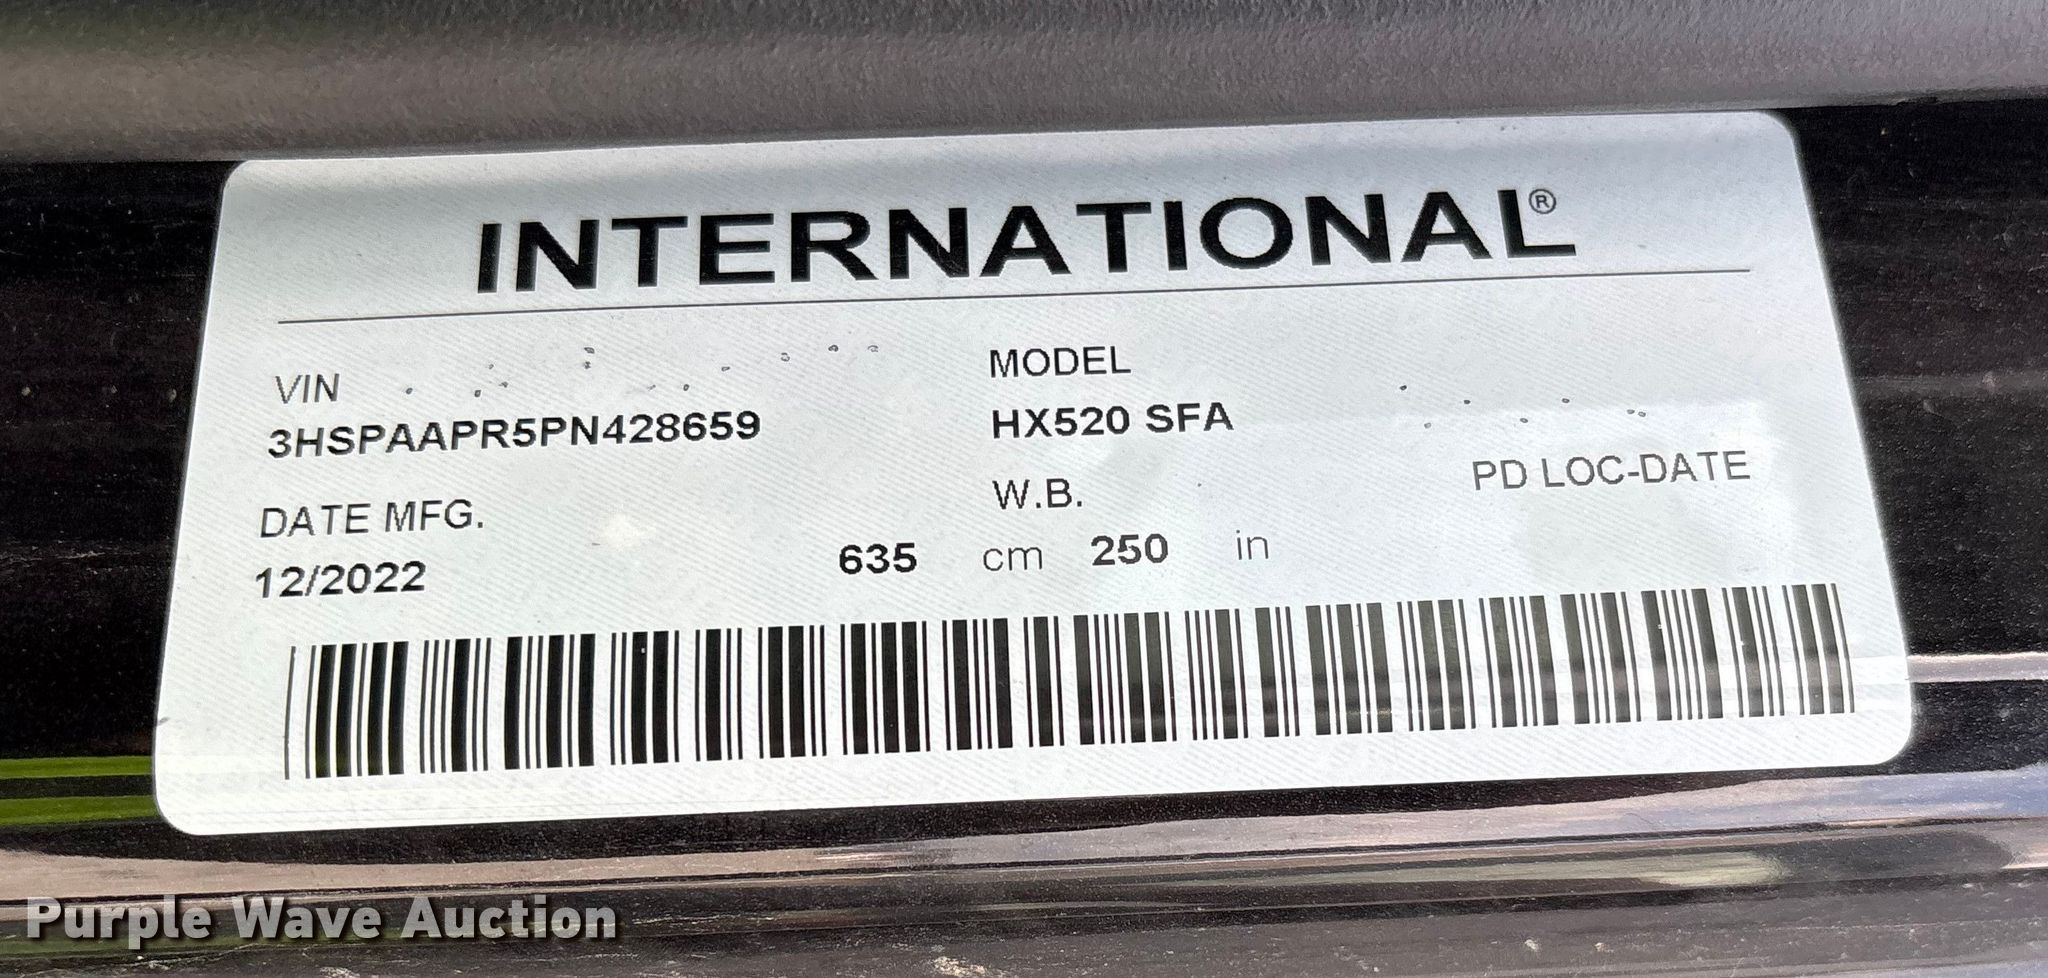 INTERNATIONAL®
VIN
3HSPAAPR5PN428659
MODEL
HX520 SFA
DATE MFG.
12/2022
W.B.
635 cm 250 in
PD LOC-DATE
Purple Wave Auction